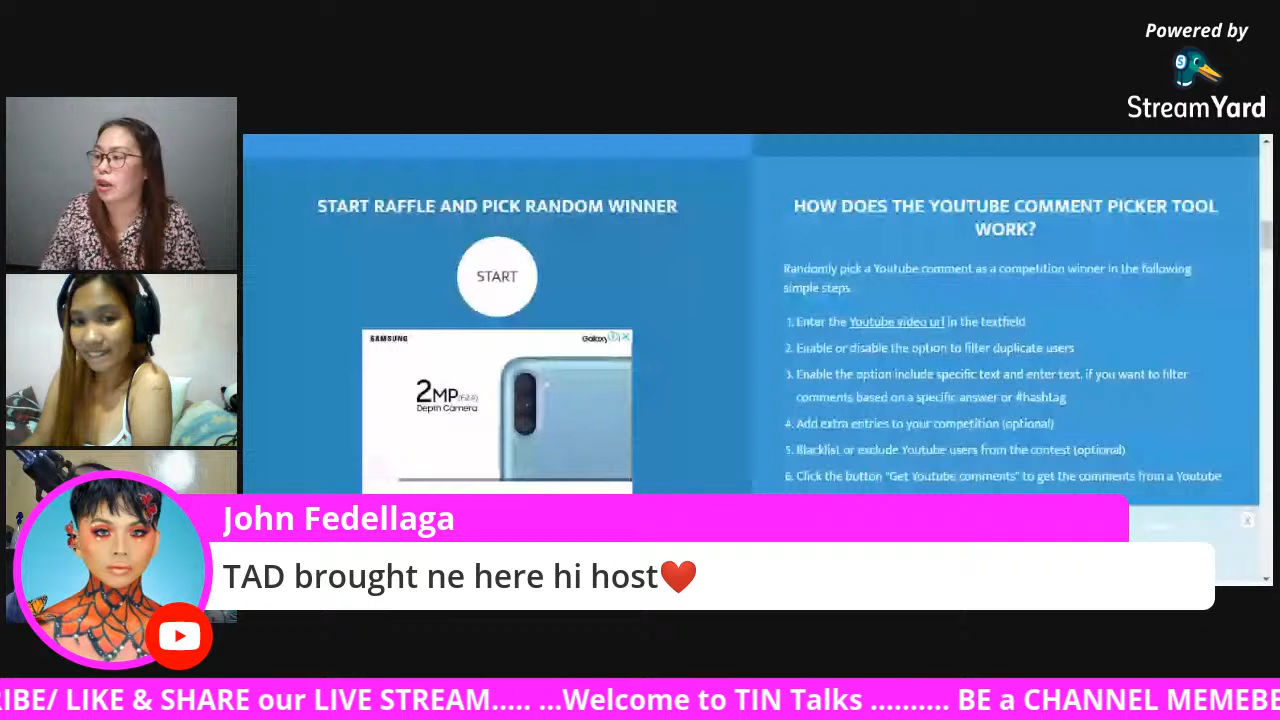 Powered by
StreamYard
START RAFFLE AND PICK RANDOM WINNER
START
SAMSUNG
2MP (F2.4)
Depth Camera
HOW DOES THE YOUTUBE COMMENT PICKER TOOL
WORK?
Randomly pick a Youtube comment as a competition winner in the following
simple steps
1. Enter the Youtube video url in the textfield
2. Enable or disable the option to filter duplicate users
3. Enable the option include specific text and enter text, if you want to filter
comments based on a specific answer or #hashtag
4. Add extra entries to your competition (optional)
5. Blacklist or exclude Youtube users from the contest (optional)
6. Click the button "Get Youtube comments" to get the comments from a Youtube
x
John Fedellaga
TAD brought ne here hi host❤️
IBE/ LIKE & SHARE our LIVE STREAM..... ...Welcome to TIN Talks .......... BE a CHANNEL MEMEBE